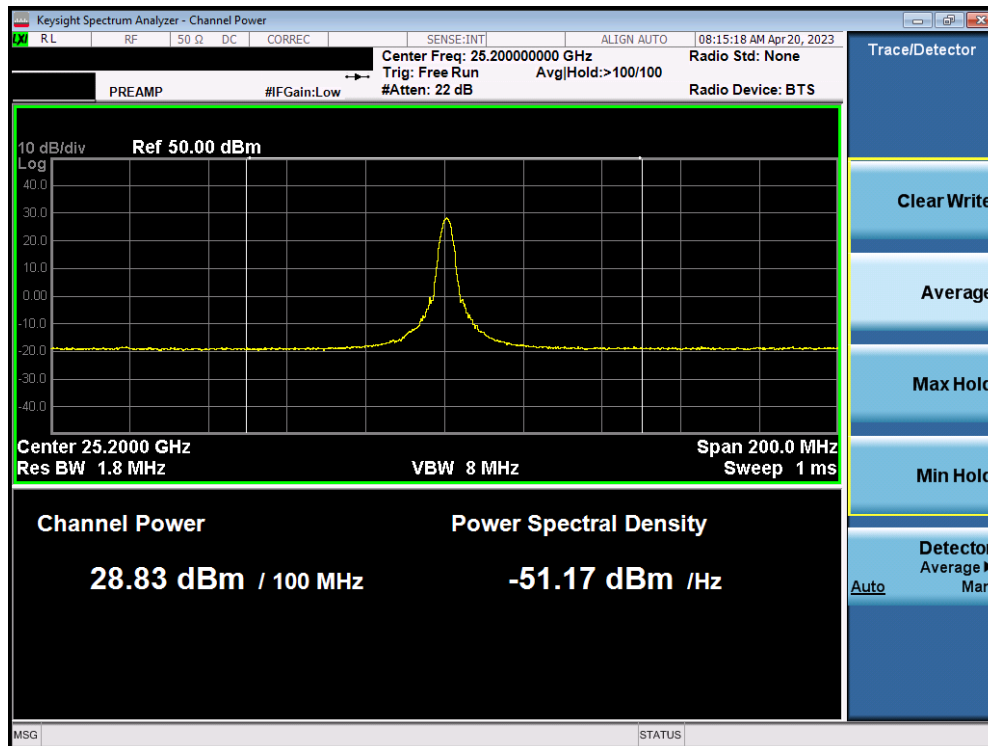 Keysight Spectrum Analyzer - Channel Power
LXI RL RF 50 Ω DC CORREC SENSE:INT ALIGN AUTO 08:15:18 AM Apr 20, 2023
Center Freq: 25.200000000 GHz Radio Std: None
Trig: Free Run Avg|Hold:>100/100
PREAMP #IFGain:Low #Atten: 22 dB Radio Device: BTS
10 dB/div Ref 50.00 dBm
Log
40.0
30.0
20.0
10.0
0.00
-10.0
-20.0
-30.0
-40.0
Center 25.2000 GHz Span 200.0 MHz
Res BW 1.8 MHz VBW 8 MHz Sweep 1 ms
Channel Power Power Spectral Density
28.83 dBm / 100 MHz -51.17 dBm /Hz
MSG STATUS
Trace/Detector
Clear Write
Average
Max Hold
Min Hold
Detector
Average
Auto Man